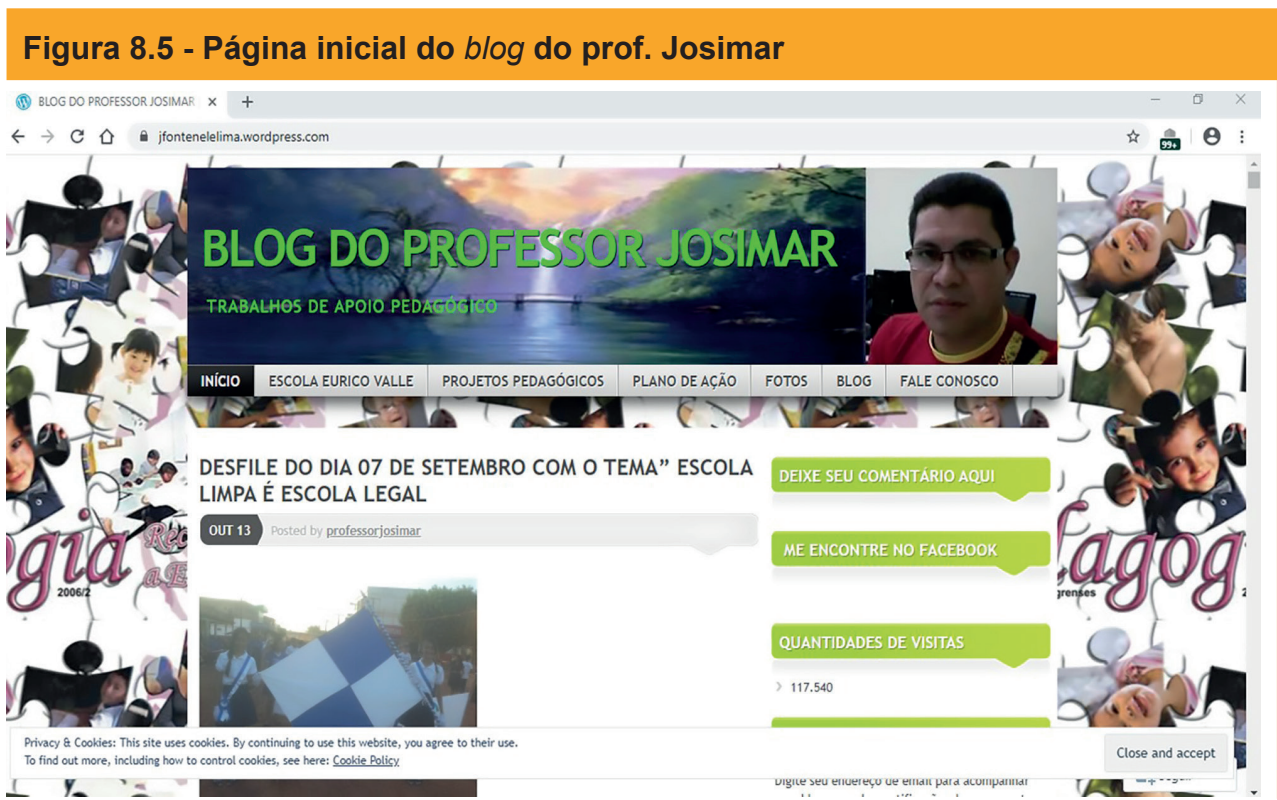 Figura 8.5 - Página inicial do blog do prof. Josimar
BLOG DO PROFESSOR JOSIMAR
jfontenelelima.wordpress.com
99+
BLOG DO PROFESSOR JOSIMAR
TRABALHOS DE APOIO PEDAGÓGICO
INÍCIO ESCOLA EURICO VALLE PROJETOS PEDAGÓGICOS PLANO DE AÇÃO FOTOS BLOG FALE CONOSCO
DESFILE DO DIA 07 DE SETEMBRO COM O TEMA” ESCOLA
LIMPA É ESCOLA LEGAL
OUT 13 Posted by professorjosimar
DEIXE SEU COMENTÁRIO AQUI
ME ENCONTRE NO FACEBOOK
QUANTIDADES DE VISITAS
117.540
2006/2
Privacy & Cookies: This site uses cookies. By continuing to use this website, you agree to their use.
To find out more, including how to control cookies, see here: Cookie Policy
Close and accept
Digite seu endereço de email para acompanhar